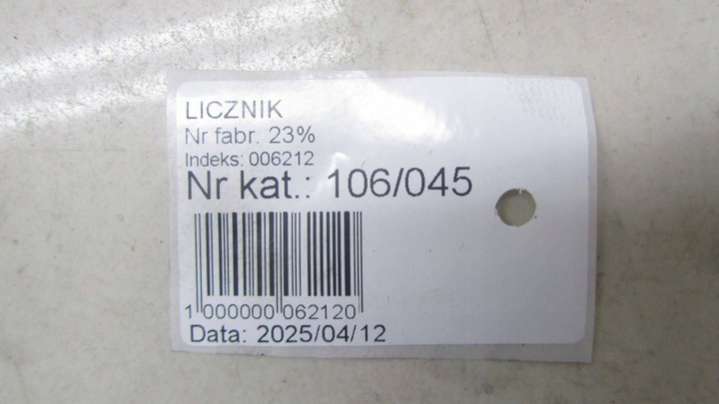 LICZNIK
Nr fabr. 23%
Indeks: 006212
Nr kat.: 106/045
1 000000 062120
Data: 2025/04/12